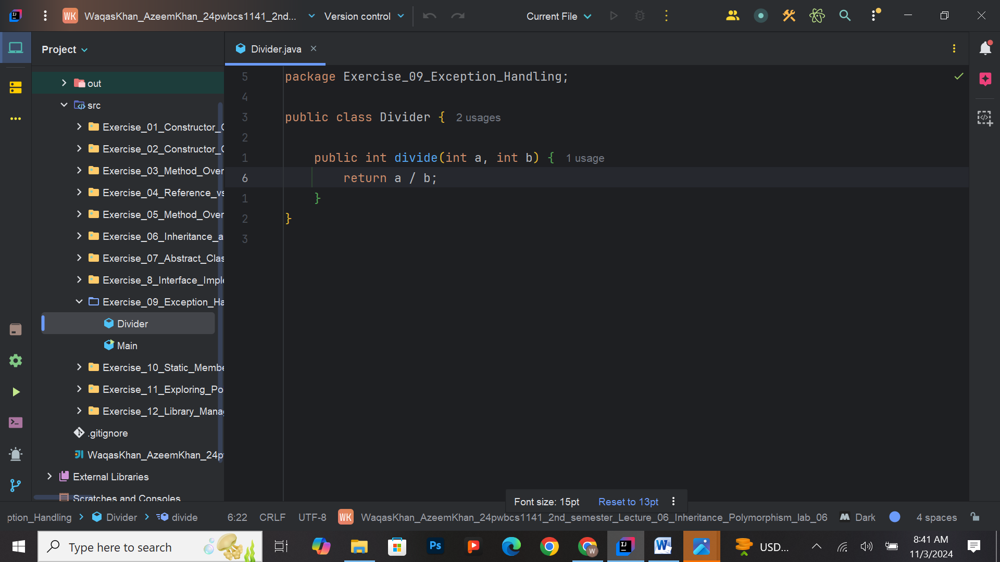 WK WaqasKhan_AzeemKhan_24pwbcs1141_2nd... Version control Current File
Project
Divider.java
out
src
Exercise_01_Constructor_
Exercise_02_Constructor_
Exercise_03_Method_Over
Exercise_04_Reference_vs
Exercise_05_Method_Over
Exercise_06_Inheritance_a
Exercise_07_Abstract_Clas
Exercise_8_Interface_Imple
Exercise_09_Exception_Ha
Divider
Main
Exercise_10_Static_Membe
Exercise_11_Exploring_Po
Exercise_12_Library_Mana
.gitignore
WaqasKhan_AzeemKhan_24p
External Libraries
Scratches and Consoles
5 package Exercise_09_Exception_Handling;
4
3 public class Divider { 2 usages
2
1 public int divide(int a, int b) { 1 usage
6 return a / b;
1 }
2 }
3
Font size: 15pt Reset to 13pt
ption_Handling Divider divide 6:22 CRLF UTF-8 WK WaqasKhan_AzeemKhan_24pwbcs1141_2nd_semester_Lecture_06_Inheritance_Polymorphism_lab_06 Dark 4 spaces
Type here to search
Ps
W
USD...
8:41 AM
11/3/2024